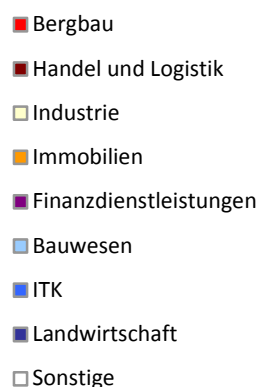 Bergbau
Handel und Logistik
Industrie
Immobilien
Finanzdienstleistungen
Bauwesen
ITK
Landwirtschaft
Sonstige